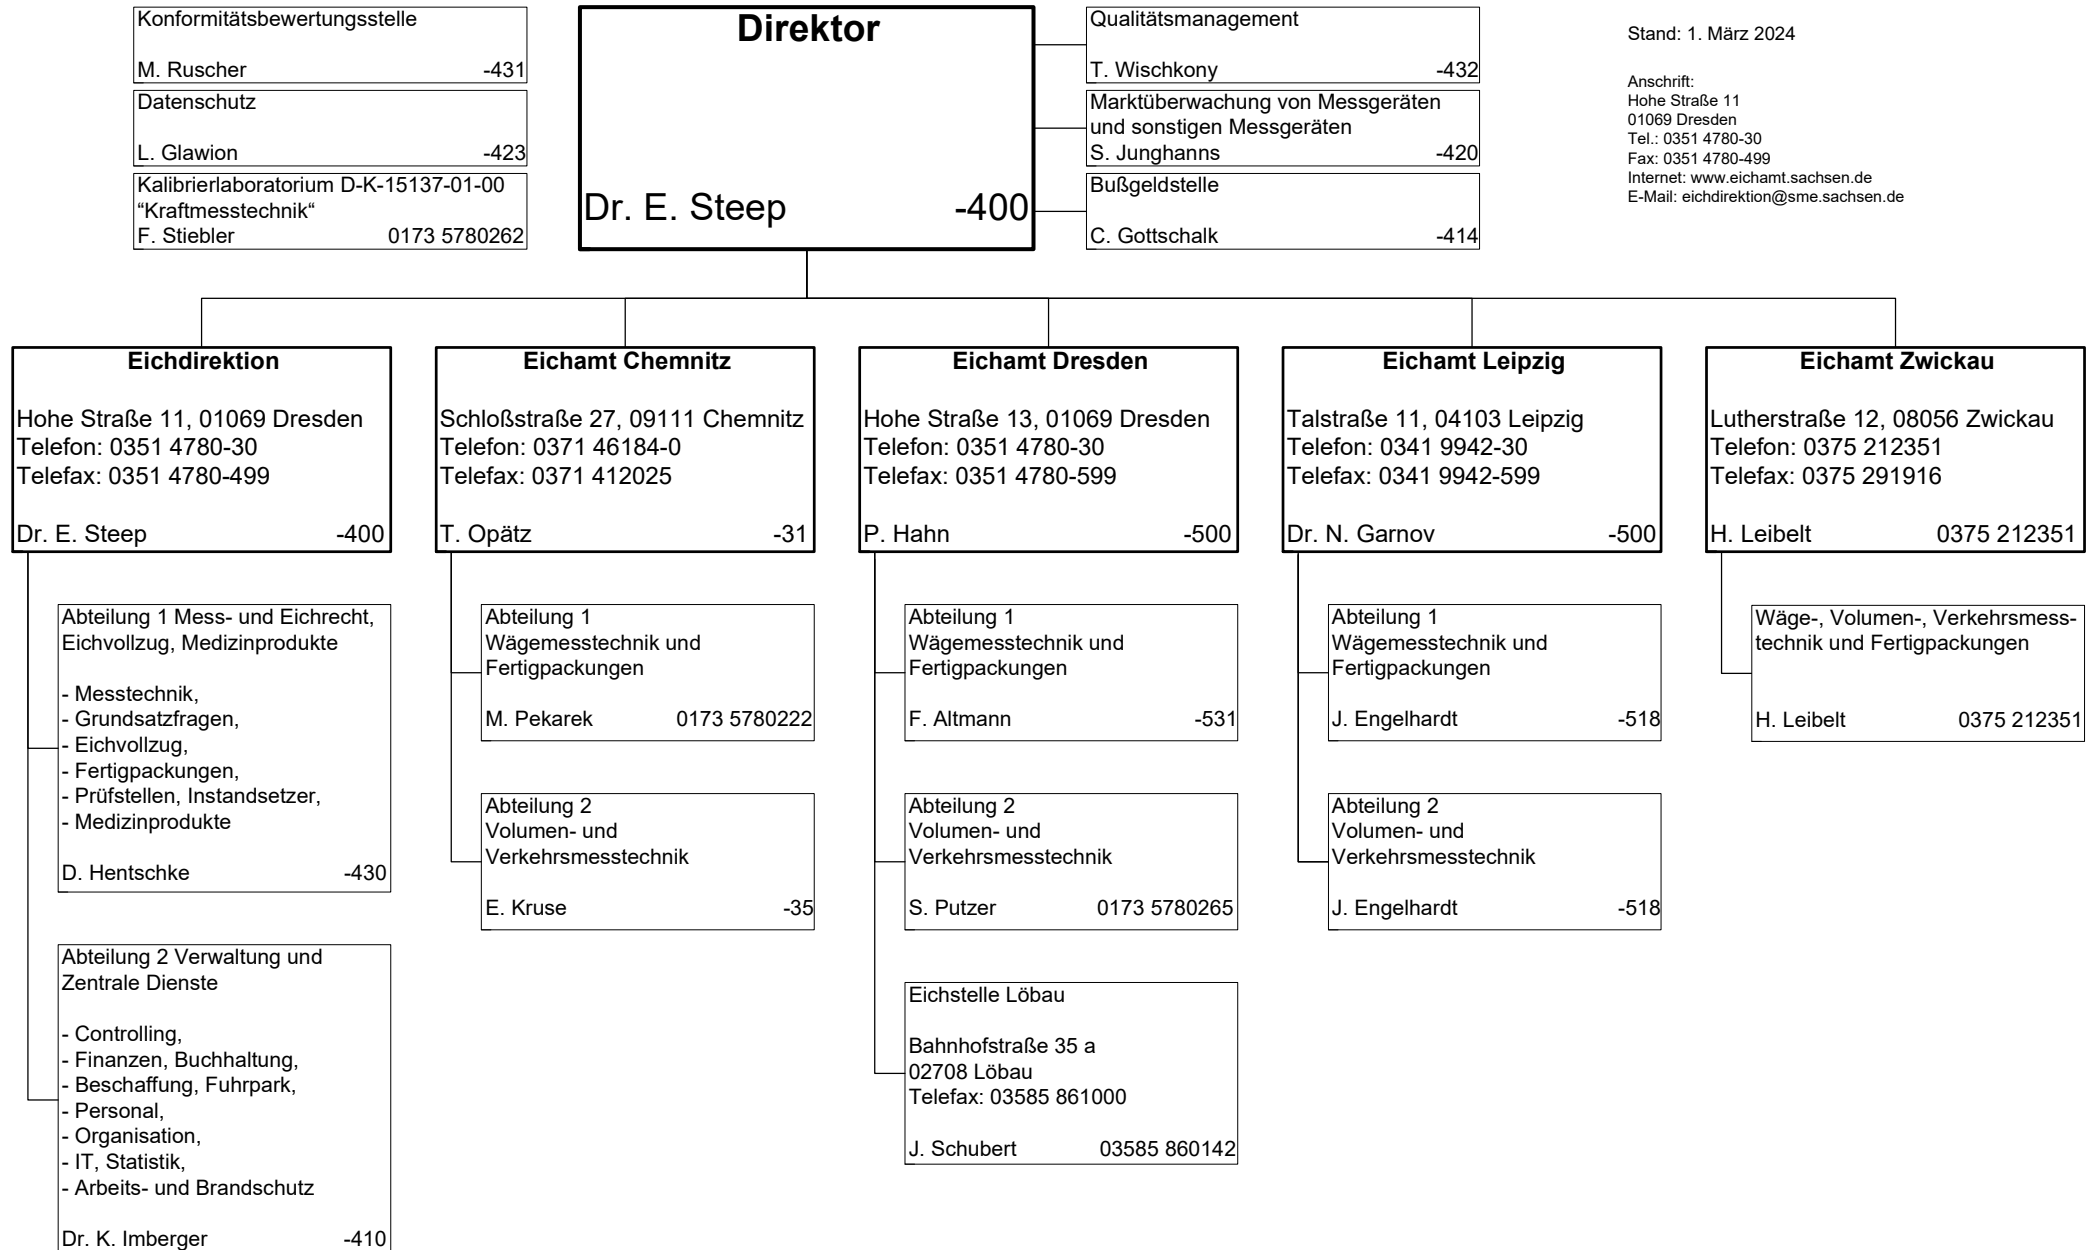 Konformitätsbewertungsstelle
M. Ruscher -431
Datenschutz
L. Glawion -423
Kalibrierlaboratorium D-K-15137-01-00
“Kraftmesstechnik“
F. Stiebler 0173 5780262
Direktor
Dr. E. Steep -400
Qualitätsmanagement
T. Wischkony -432
Marktüberwachung von Messgeräten
und sonstigen Messgeräten
S. Junghanns -420
Bußgeldstelle
C. Gottschalk -414
Stand: 1. März 2024
Anschrift:
Hohe Straße 11
01069 Dresden
Tel.: 0351 4780-30
Fax: 0351 4780-499
Internet: www.eichamt.sachsen.de
E-Mail: eichdirektion@sme.sachsen.de
Eichdirektion
Hohe Straße 11, 01069 Dresden
Telefon: 0351 4780-30
Telefax: 0351 4780-499
Dr. E. Steep -400
Abteilung 1 Mess- und Eichrecht,
Eichvollzug, Medizinprodukte
- Messtechnik,
- Grundsatzfragen,
- Eichvollzug,
- Fertigpackungen,
- Prüfstellen, Instandsetzer,
- Medizinprodukte
D. Hentschke -430
Abteilung 2 Verwaltung und
Zentrale Dienste
- Controlling,
- Finanzen, Buchhaltung,
- Beschaffung, Fuhrpark,
- Personal,
- Organisation,
- IT, Statistik,
- Arbeits- und Brandschutz
Dr. K. Imberger -410
Eichamt Chemnitz
Schloßstraße 27, 09111 Chemnitz
Telefon: 0371 46184-0
Telefax: 0371 412025
T. Opätz -31
Abteilung 1
Wägemesstechnik und
Fertigpackungen
M. Pekarek 0173 5780222
Abteilung 2
Volumen- und
Verkehrsmesstechnik
E. Kruse -35
Eichamt Dresden
Hohe Straße 13, 01069 Dresden
Telefon: 0351 4780-30
Telefax: 0351 4780-599
P. Hahn -500
Abteilung 1
Wägemesstechnik und
Fertigpackungen
F. Altmann -531
Abteilung 2
Volumen- und
Verkehrsmesstechnik
S. Putzer 0173 5780265
Eichstelle Löbau
Bahnhofstraße 35 a
02708 Löbau
Telefax: 03585 861000
J. Schubert 03585 860142
Eichamt Leipzig
Talstraße 11, 04103 Leipzig
Telefon: 0341 9942-30
Telefax: 0341 9942-599
Dr. N. Garnov -500
Abteilung 1
Wägemesstechnik und
Fertigpackungen
J. Engelhardt -518
Abteilung 2
Volumen- und
Verkehrsmesstechnik
J. Engelhardt -518
Eichamt Zwickau
Lutherstraße 12, 08056 Zwickau
Telefon: 0375 212351
Telefax: 0375 291916
H. Leibelt 0375 212351
Wäge-, Volumen-, Verkehrsmess-
technik und Fertigpackungen
H. Leibelt 0375 212351